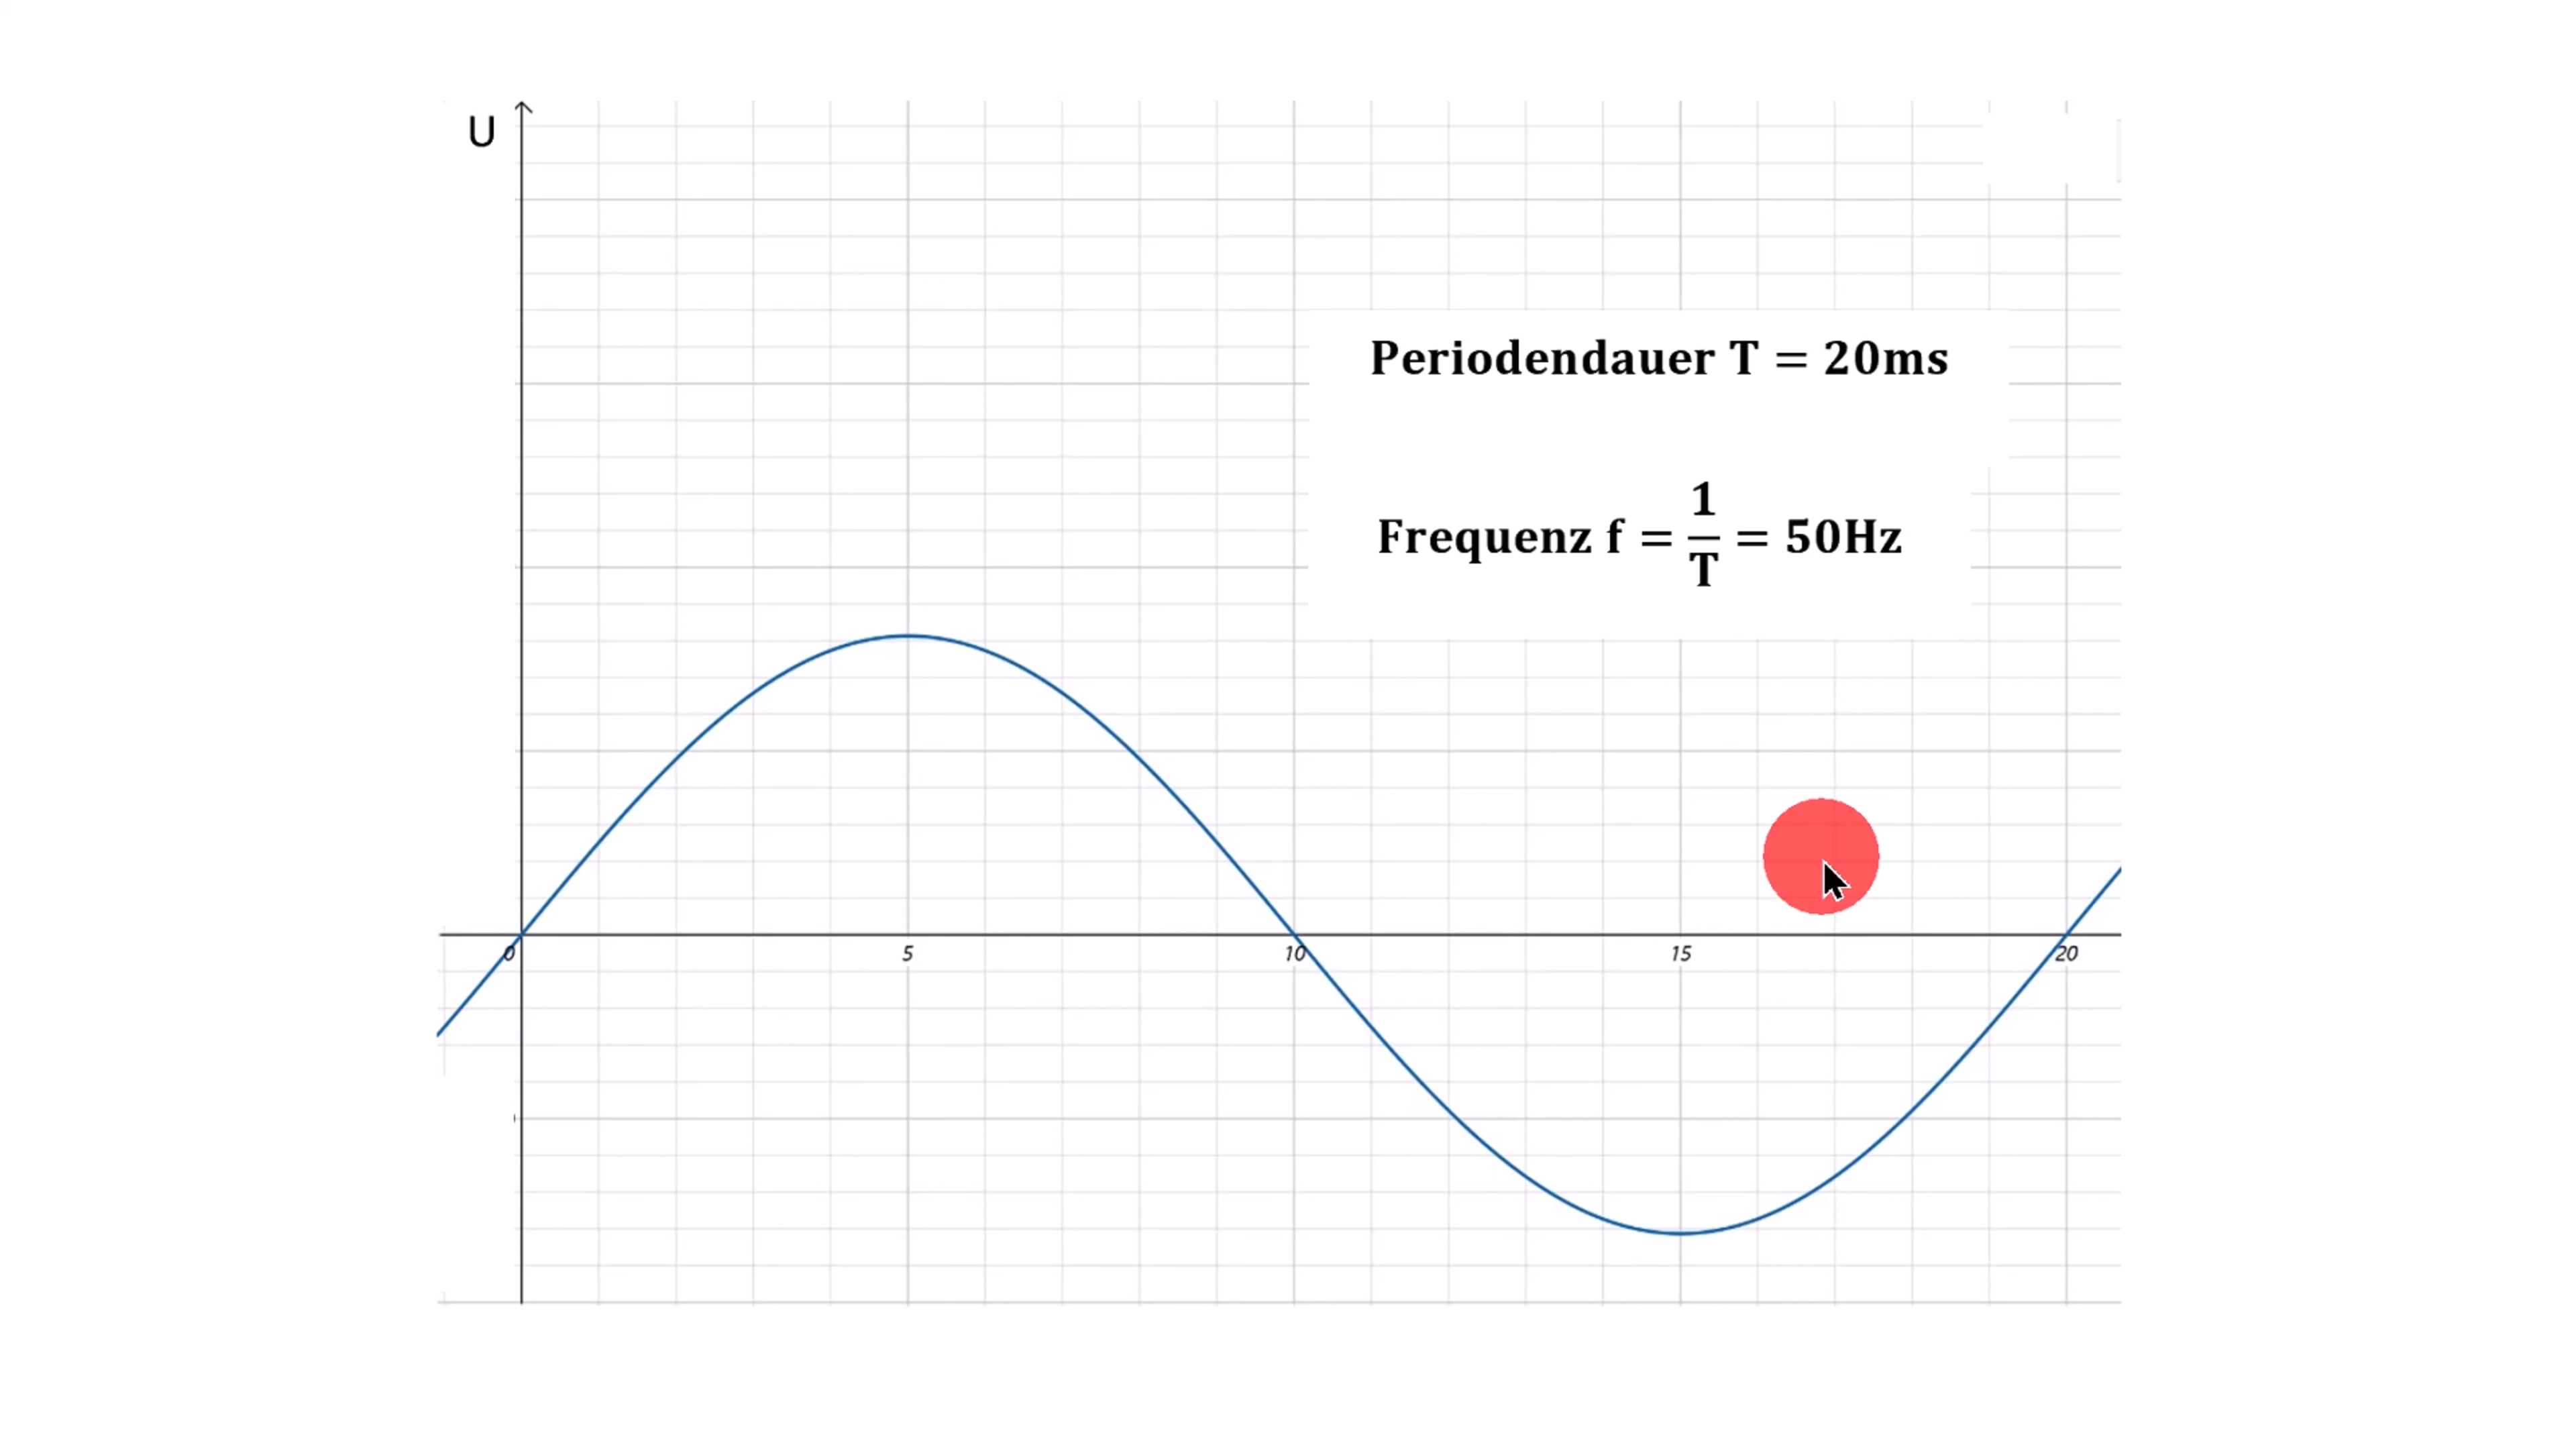 U
Periodendauer T = 20ms
Frequenz f = 1/T = 50Hz
0 5 10 15 20